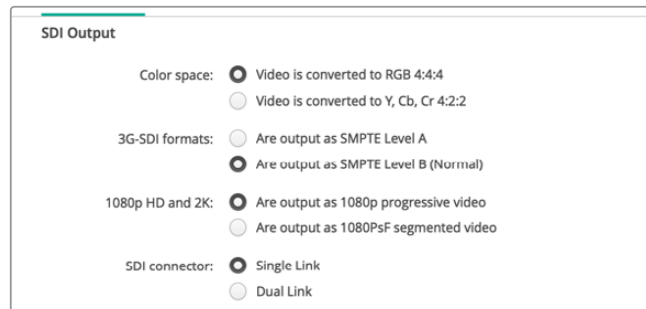 SDI Output
Color space: Video is converted to RGB 4:4:4
Video is converted to Y, Cb, Cr 4:2:2
3G-SDI formats: Are output as SMPTE Level A
Are output as SMPTE Level B (Normal)
1080p HD and 2K: Are output as 1080p progressive video
Are output as 1080PsF segmented video
SDI connector: Single Link
Dual Link